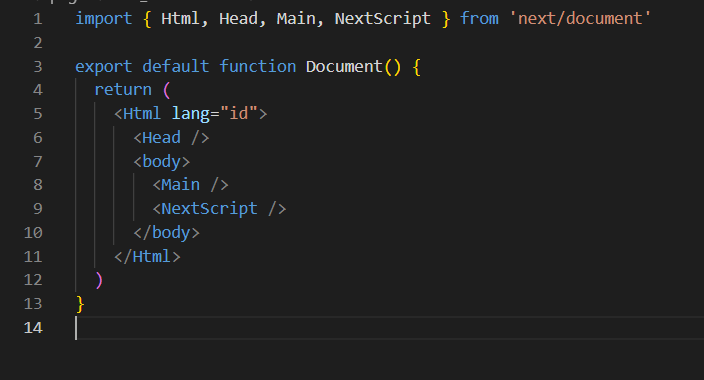 1 import { Html, Head, Main, NextScript } from 'next/document'
2
3 export default function Document() {
4   return (
5     <Html lang="id">
6       <Head />
7       <body>
8         <Main />
9         <NextScript />
10       </body>
11     </Html>
12   )
13 }
14